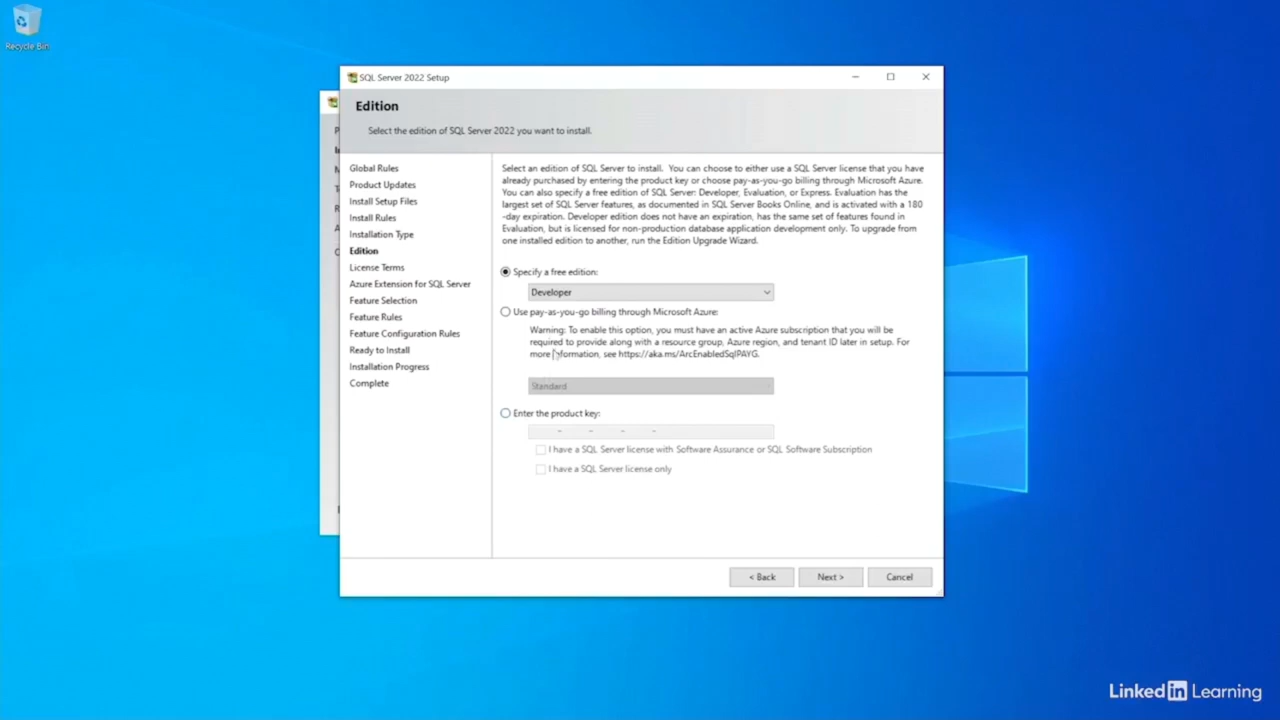 Recycle Bin
SQL Server 2022 Setup
Edition
Select the edition of SQL Server 2022 you want to install.
Global Rules
Product Updates
Install Setup Files
Install Rules
Installation Type
Edition
License Terms
Azure Extension for SQL Server
Feature Selection
Feature Rules
Feature Configuration Rules
Ready to Install
Installation Progress
Complete
Select an edition of SQL Server to install. You can choose to either use a SQL Server license that you have
already purchased by entering the product key or choose pay-as-you-go billing through Microsoft Azure.
You can also specify a free edition of SQL Server: Developer, Evaluation, or Express. Evaluation has the
largest set of SQL Server features, as documented in SQL Server Books Online, and is activated with a 180
-day expiration. Developer edition does not have an expiration, has the same set of features found in
Evaluation, but is licensed for non-production database application development only. To upgrade from
one installed edition to another, run the Edition Upgrade Wizard.
Specify a free edition:
Developer
Use pay-as-you-go billing through Microsoft Azure:
Warning: To enable this option, you must have an active Azure subscription that you will be
required to provide along with a resource group, Azure region, and tenant ID later in setup. For
more information, see https://aka.ms/ArcEnabledSqlPAYG.
Standard
Enter the product key:
- - - -
I have a SQL Server license with Software Assurance or SQL Software Subscription
I have a SQL Server license only
< Back
Next >
Cancel
Linked in Learning